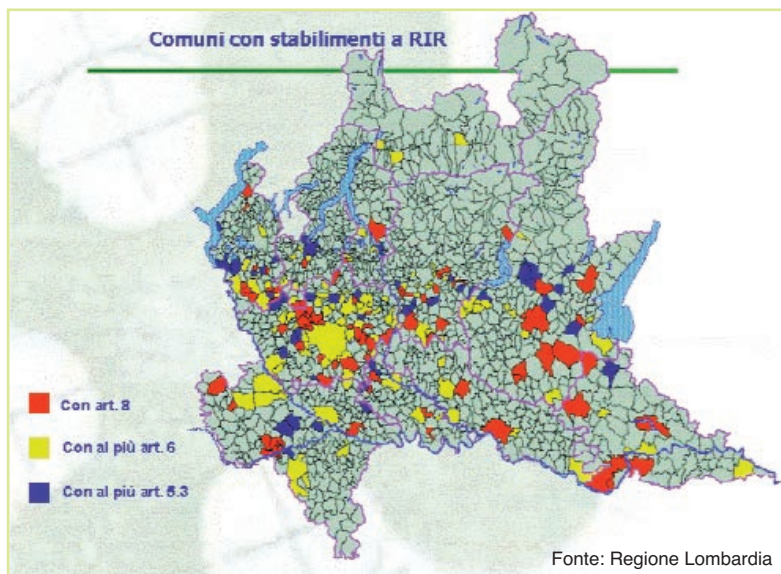 Comuni con stabilimenti a RIR
Con art. 8
Con al più art. 6
Con al più art. 5.3
Fonte: Regione Lombardia